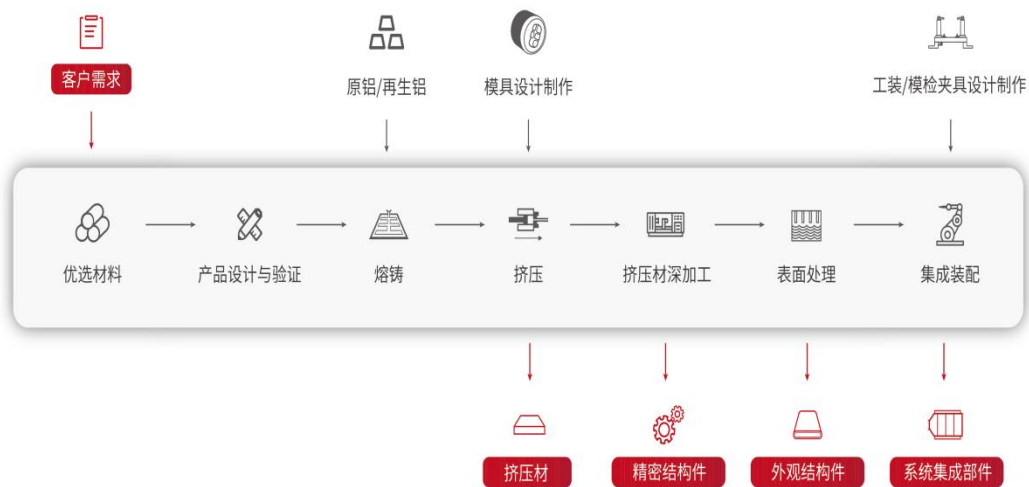 客户需求
原铝/再生铝
模具设计制作
工装/模检夹具设计制作
优选材料
产品设计与验证
熔铸
挤压
挤压材深加工
表面处理
集成装配
挤压材
精密结构件
外观结构件
系统集成部件